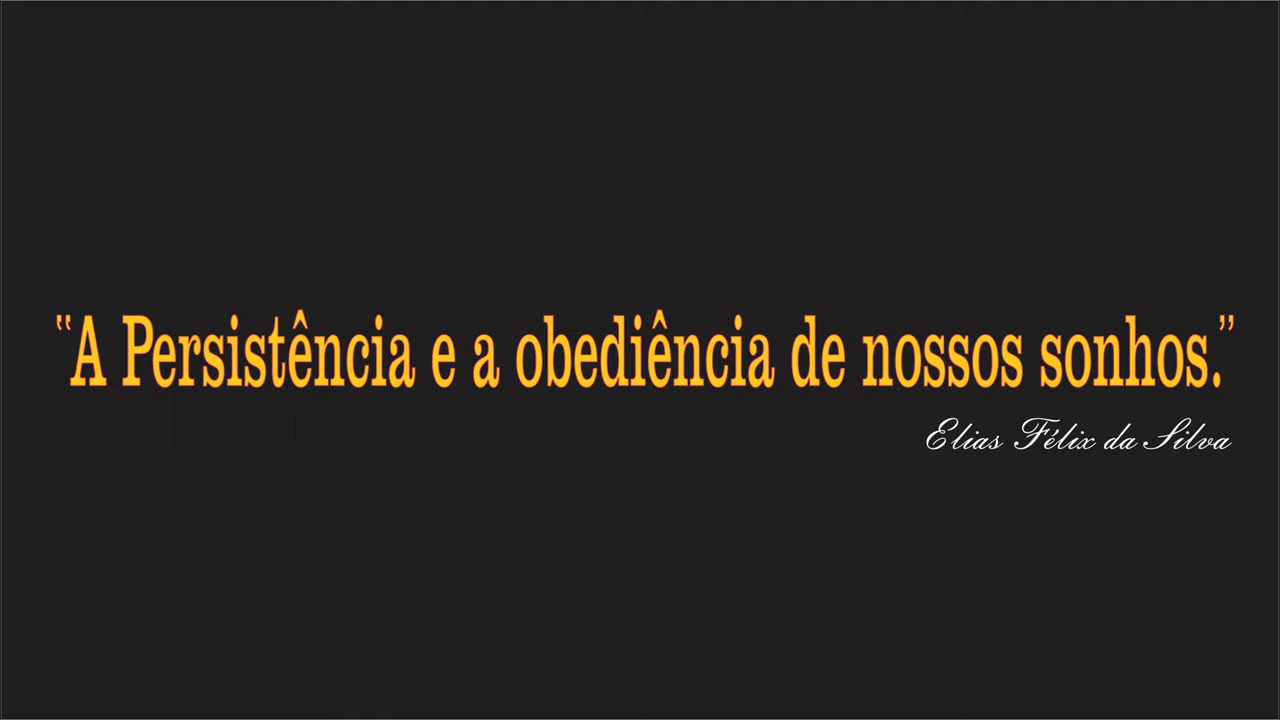 “A Persistência e a obediência de nossos sonhos.”
Elias Félix da Silva